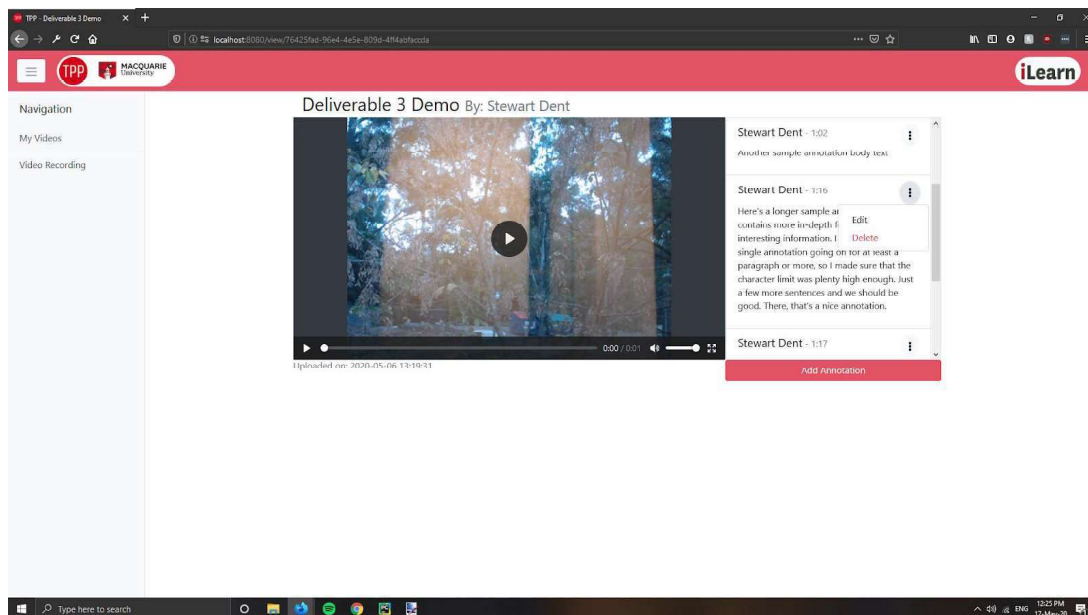 TPP - Deliverable 3 Demo
localhost:8080/view/76425fad-96e4-4e5e-809d-4ff4abfaccda
TPP
MACQUARIE
University
iLearn
Navigation
My Videos
Video Recording
Deliverable 3 Demo By: Stewart Dent
Stewart Dent - 1:02
Another sample annotation body text
Stewart Dent - 1:16
Here's a longer sample
contains more in-depth
interesting information. I
single annotation going on for at least a
paragraph or more, so I made sure that the
character limit was plenty high enough. Just
a few more sentences and we should be
good. There, that's a nice annotation.
Edit
Delete
Stewart Dent - 1:17
0:00 / 0:01
Uploaded on: 2020-05-06 13:19:31
Add Annotation
Type here to search
ENG
12:25 PM
17-May-20